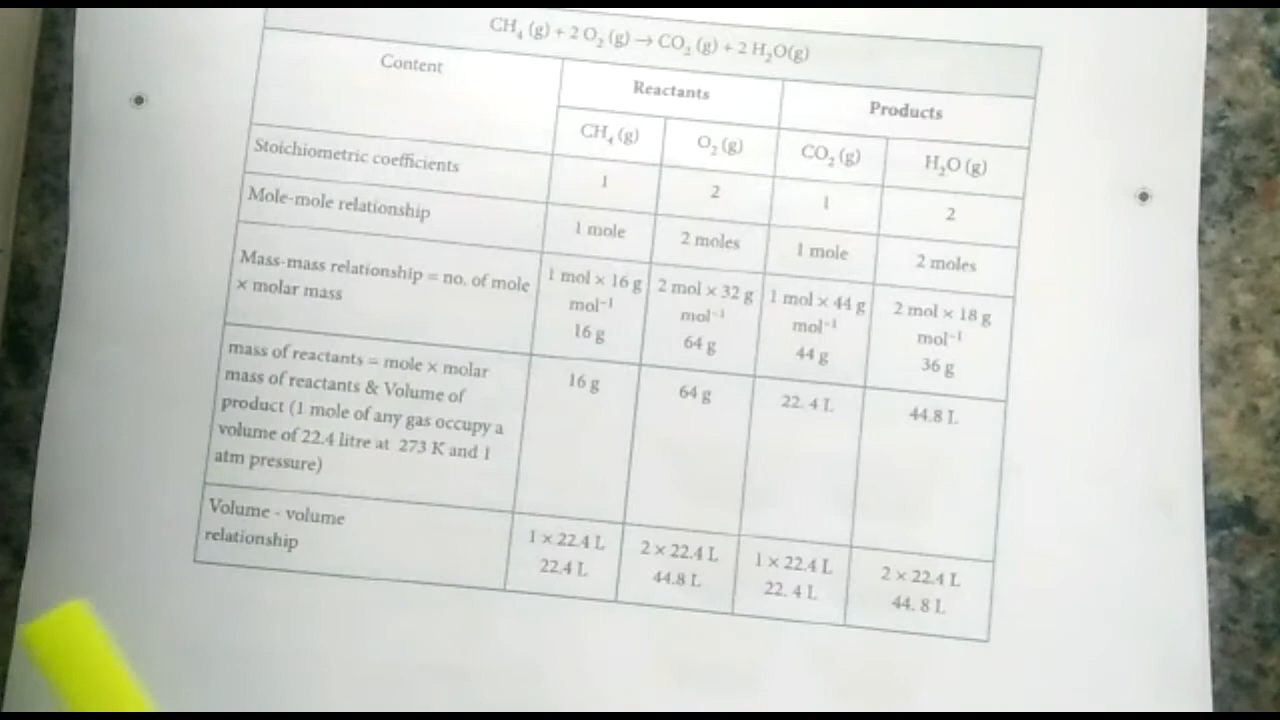 CH₄ (g) + 2 O₂ (g) → CO₂ (g) + 2 H₂O(g)
Content
Reactants
Products
CH₄ (g)
O₂ (g)
CO₂ (g)
H₂O (g)
Stoichiometric coefficients
1
2
1
2
Mole-mole relationship
1 mole
2 moles
1 mole
2 moles
Mass-mass relationship = no. of mole
× molar mass
1 mol × 16 g
mol⁻¹
16 g
2 mol × 32 g
mol⁻¹
64 g
1 mol × 44 g
mol⁻¹
44 g
2 mol × 18 g
mol⁻¹
36 g
mass of reactants = mole × molar
mass of reactants & Volume of
product (1 mole of any gas occupy a
volume of 22.4 litre at 273 K and 1
atm pressure)
16 g
64 g
22. 4 L
44.8 L
Volume - volume
relationship
1 × 22.4 L
22.4 L
2 × 22.4 L
44.8 L
1 × 22.4 L
22. 4 L
2 × 22.4 L
44. 8 L